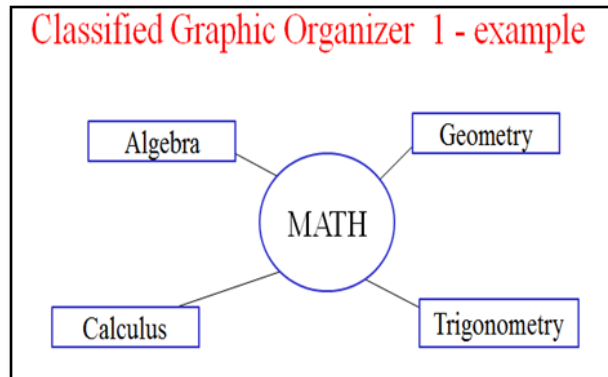 Classified Graphic Organizer 1 - example
Algebra
Geometry
MATH
Calculus
Trigonometry